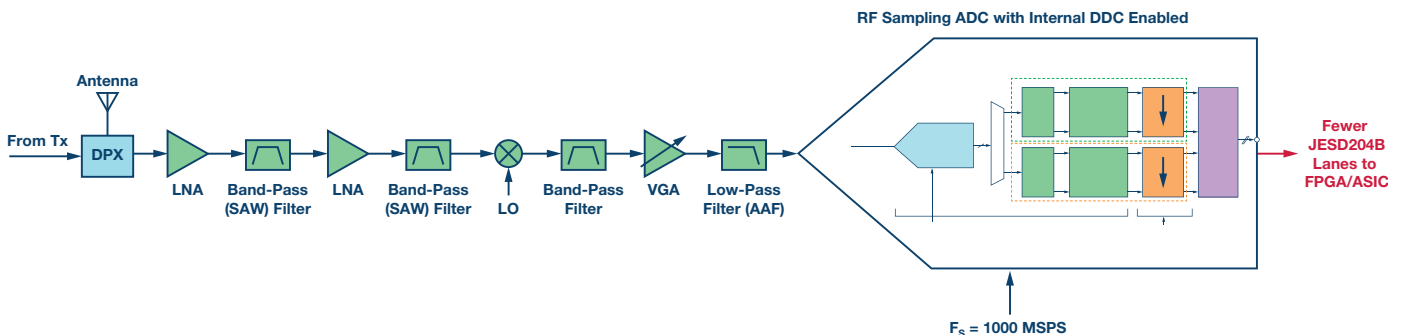 RF Sampling ADC with Internal DDC Enabled
Antenna
From Tx
DPX
LNA
Band-Pass
(SAW) Filter
LNA
Band-Pass
(SAW) Filter
LO
Band-Pass
Filter
VGA
Low-Pass
Filter (AAF)
Fewer
JESD204B
Lanes to
FPGA/ASIC
FS = 1000 MSPS